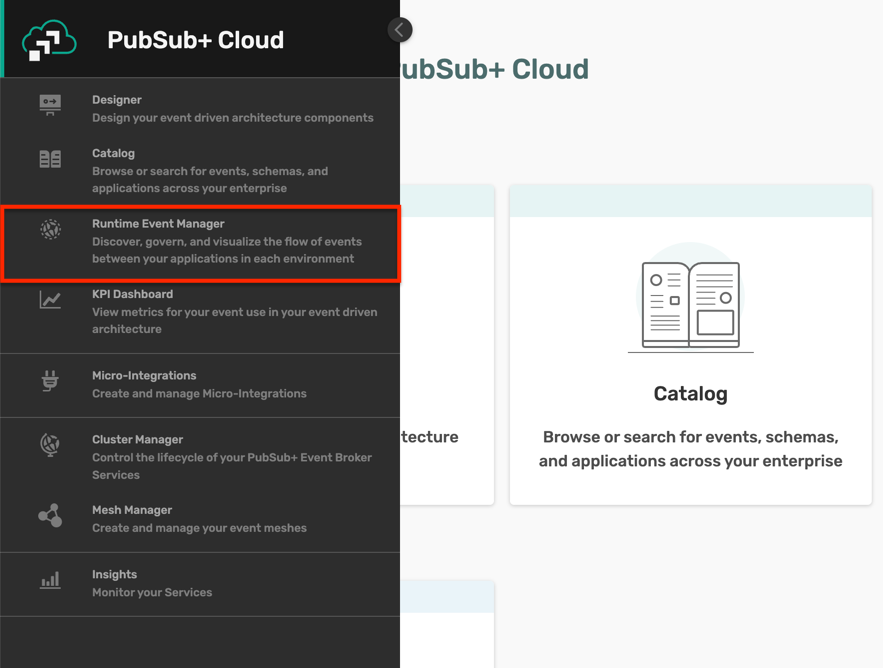 PubSub+ Cloud
Designer
Design your event driven architecture components
Catalog
Browse or search for events, schemas, and
applications across your enterprise
Runtime Event Manager
Discover, govern, and visualize the flow of events
between your applications in each environment
KPI Dashboard
View metrics for your event use in your event driven
architecture
Micro-Integrations
Create and manage Micro-Integrations
Cluster Manager
Control the lifecycle of your PubSub+ Event Broker
Services
Mesh Manager
Create and manage your event meshes
Insights
Monitor your Services
ubSub+ Cloud
tecture
Catalog
Browse or search for events, schemas,
and applications across your enterprise